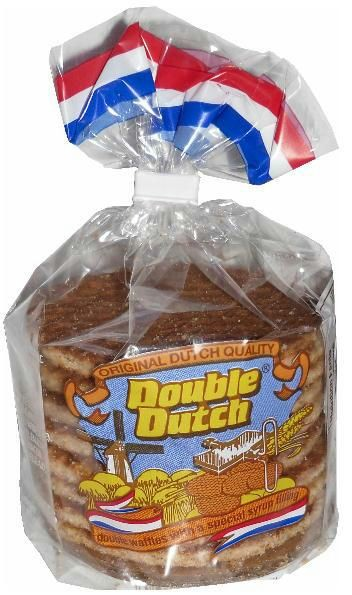 ORIGINAL DUTCH QUALITY
Double
Dutch®
double waffles with a special syrup filling